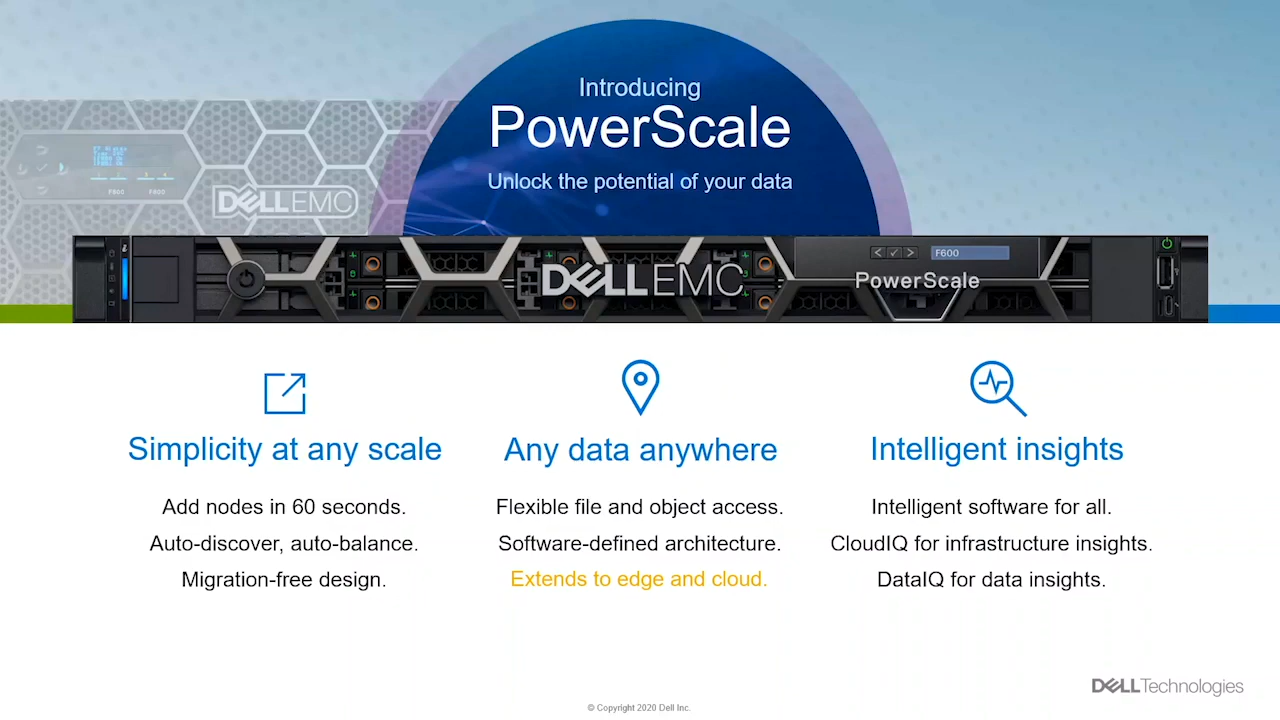 Introducing
PowerScale
Unlock the potential of your data
DELLEMC
F800 F800
DELLEMC
F600
PowerScale
Simplicity at any scale
Add nodes in 60 seconds.
Auto-discover, auto-balance.
Migration-free design.
Any data anywhere
Flexible file and object access.
Software-defined architecture.
Extends to edge and cloud.
Intelligent insights
Intelligent software for all.
CloudIQ for infrastructure insights.
DataIQ for data insights.
DELLTechnologies
© Copyright 2020 Dell Inc.